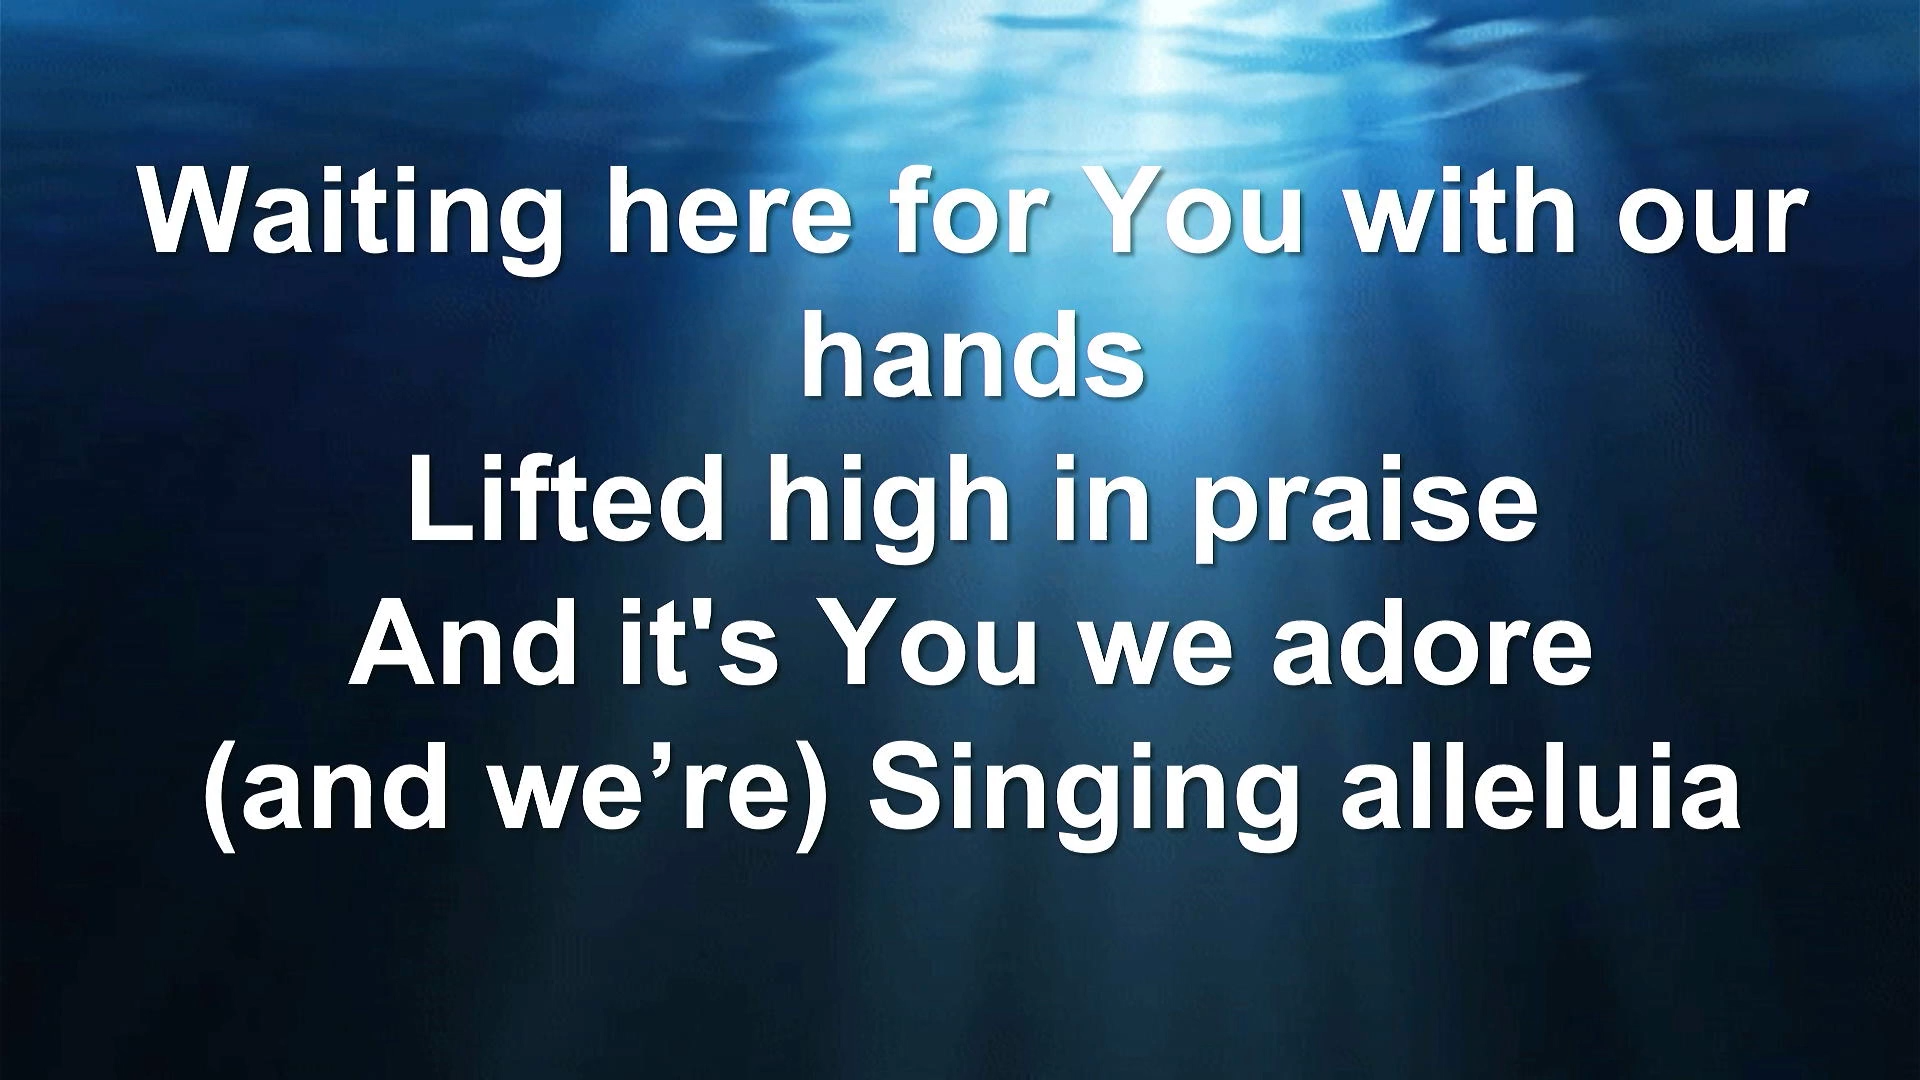 Waiting here for You with our
hands
Lifted high in praise
And it's You we adore
(and we’re) Singing alleluia